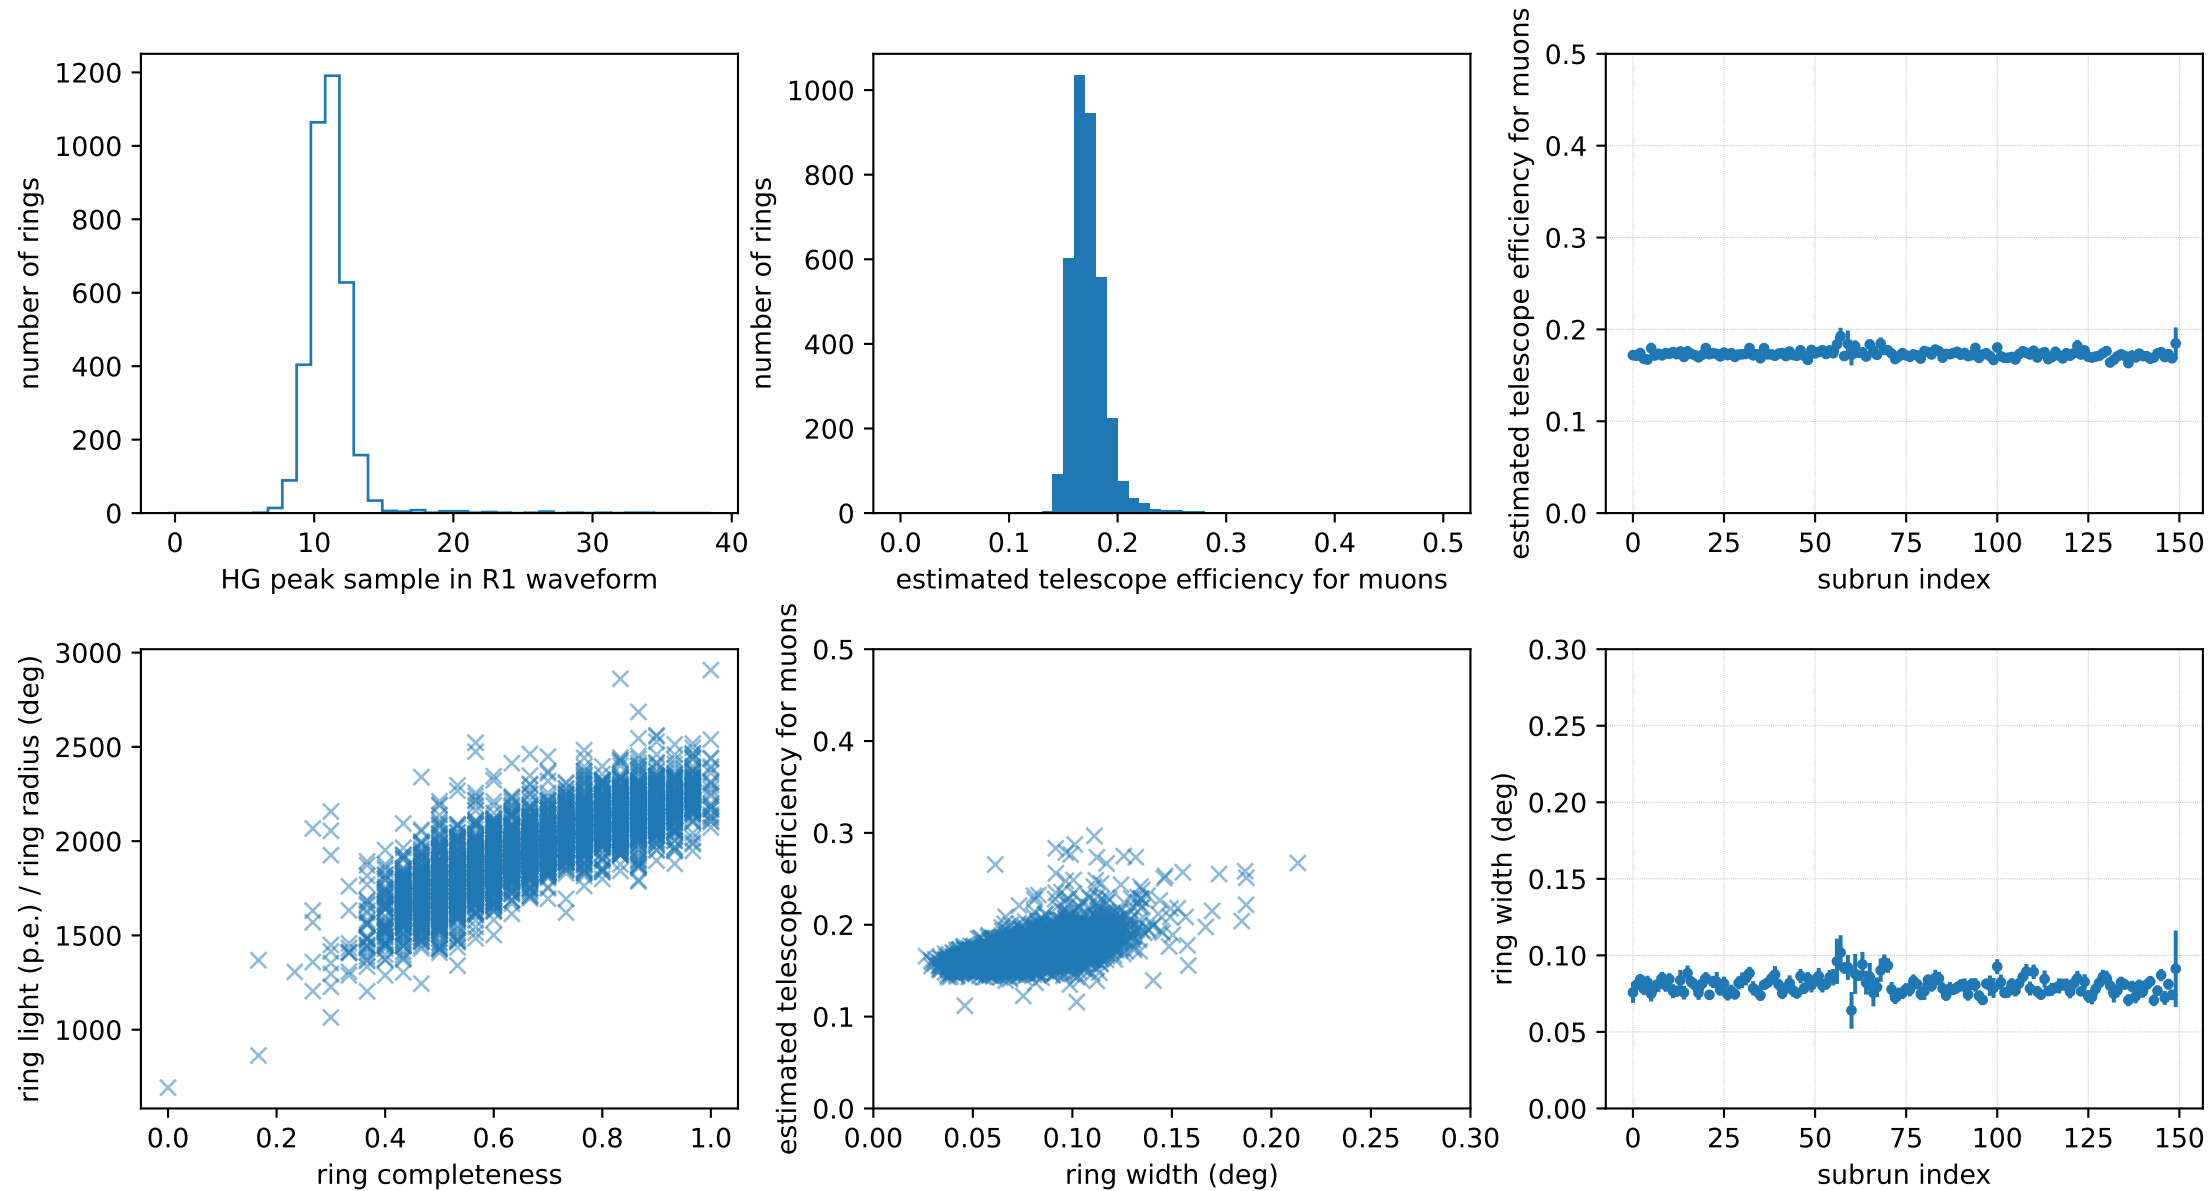 1200
1000
800
600
400
200
0
number of rings
0 10 20 30 40
HG peak sample in R1 waveform
1000
800
600
400
200
0
number of rings
0.0 0.1 0.2 0.3 0.4 0.5
estimated telescope efficiency for muons
0.5
0.4
0.3
0.2
0.1
0.0
estimated telescope efficiency for muons
0 25 50 75 100 125 150
subrun index
3000
2500
2000
1500
1000
ring light (p.e.) / ring radius (deg)
0.0 0.2 0.4 0.6 0.8 1.0
ring completeness
0.5
0.4
0.3
0.2
0.1
0.0
estimated telescope efficiency for muons
0.00 0.05 0.10 0.15 0.20 0.25 0.30
ring width (deg)
0.30
0.25
0.20
0.15
0.10
0.05
0.00
ring width (deg)
0 25 50 75 100 125 150
subrun index